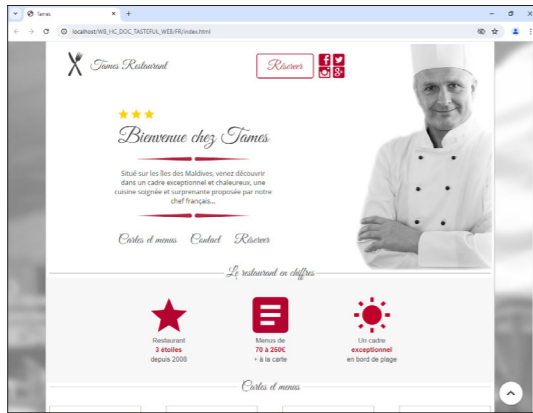 Tames
localhost/WB_HC_DOC_TASTEFUL_WEB/FR/index.html
Tames Restaurant
Réserver
Bienvenue chez Tames
Situé sur les îles des Maldives, venez découvrir
dans un cadre exceptionnel et chaleureux, une
cuisine soignée et surprenante proposée par notre
chef français...
Cartes et menus Contact Réserver
Le restaurant en chiffres
Restaurant
3 étoiles
depuis 2008
Menus de
70 à 250€
+ à la carte
Un cadre
exceptionnel
en bord de plage
Cartes et menus